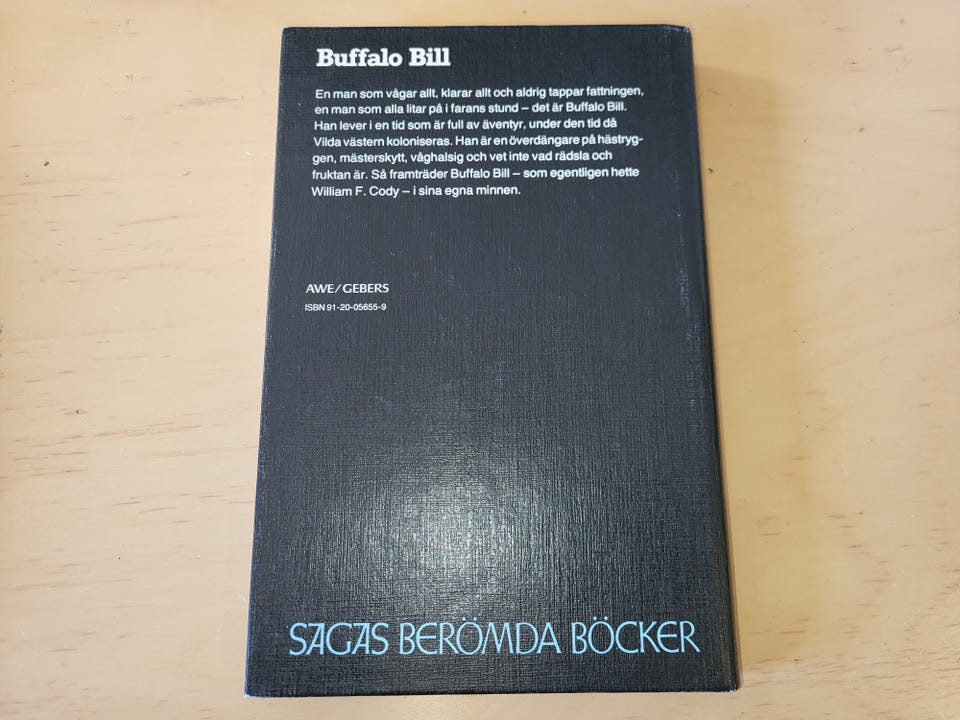 Buffalo Bill
En man som vågar allt, klarar allt och aldrig tappar fattningen,
en man som alla litar på i farans stund – det är Buffalo Bill.
Han lever i en tid som är full av äventyr, under den tid då
Vilda västern koloniseras. Han är en överdängare på hästryg-
gen, mästerskytt, våghalsig och vet inte vad rädsla och
fruktan är. Så framträder Buffalo Bill – som egentligen hette
William F. Cody – i sina egna minnen.
AWE/GEBERS
ISBN 91-20-05655-9
SAGAS BERÖMDA BÖCKER